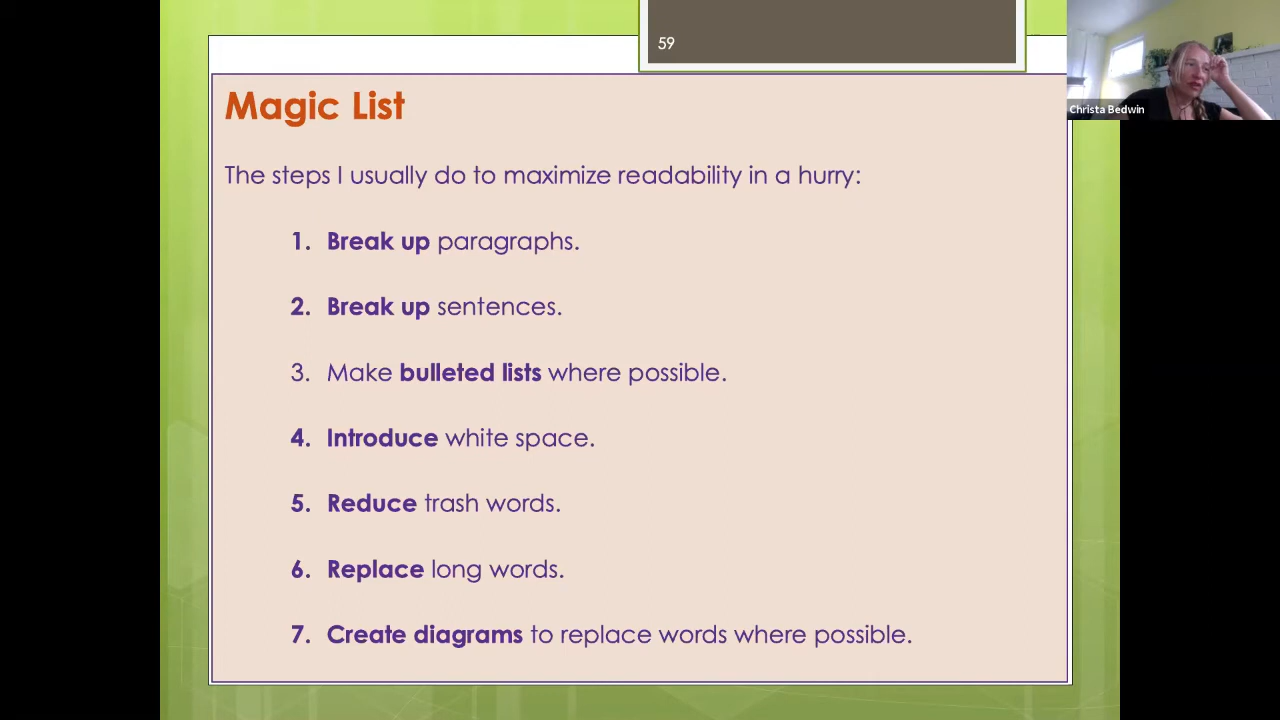 59
Christa Bedwin
Magic List
The steps I usually do to maximize readability in a hurry:
1. Break up paragraphs.
2. Break up sentences.
3. Make bulleted lists where possible.
4. Introduce white space.
5. Reduce trash words.
6. Replace long words.
7. Create diagrams to replace words where possible.